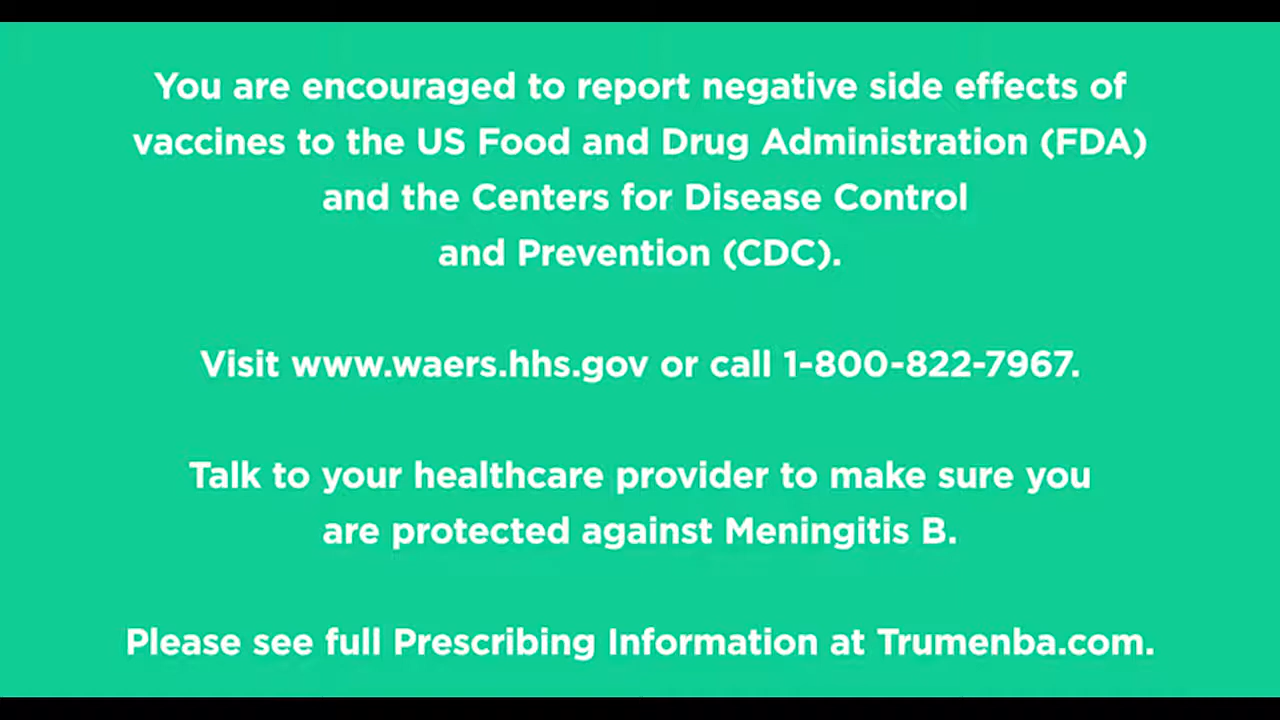 You are encouraged to report negative side effects of
vaccines to the US Food and Drug Administration (FDA)
and the Centers for Disease Control
and Prevention (CDC).
Visit www.waers.hhs.gov or call 1-800-822-7967.
Talk to your healthcare provider to make sure you
are protected against Meningitis B.
Please see full Prescribing Information at Trumenba.com.